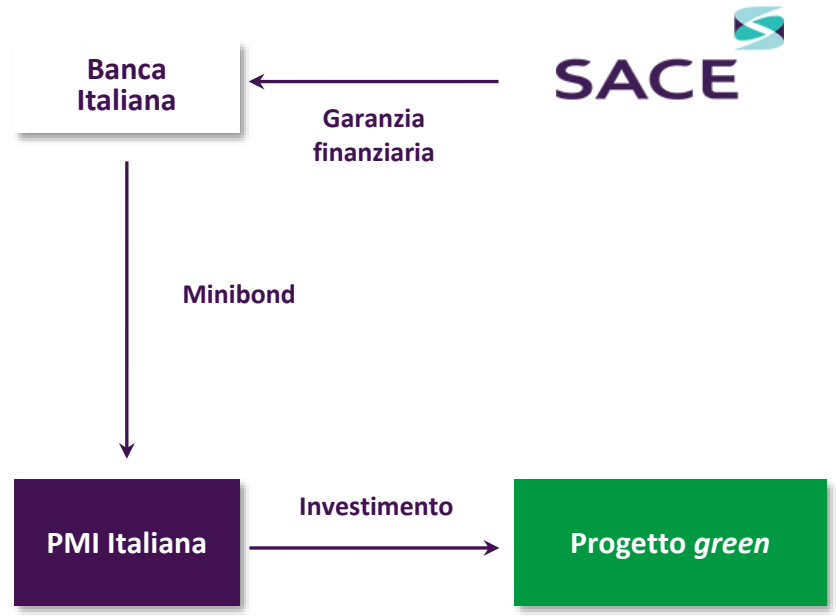 Banca
Italiana
SACE
Garanzia
finanziaria
Minibond
PMI Italiana
Investimento
Progetto green